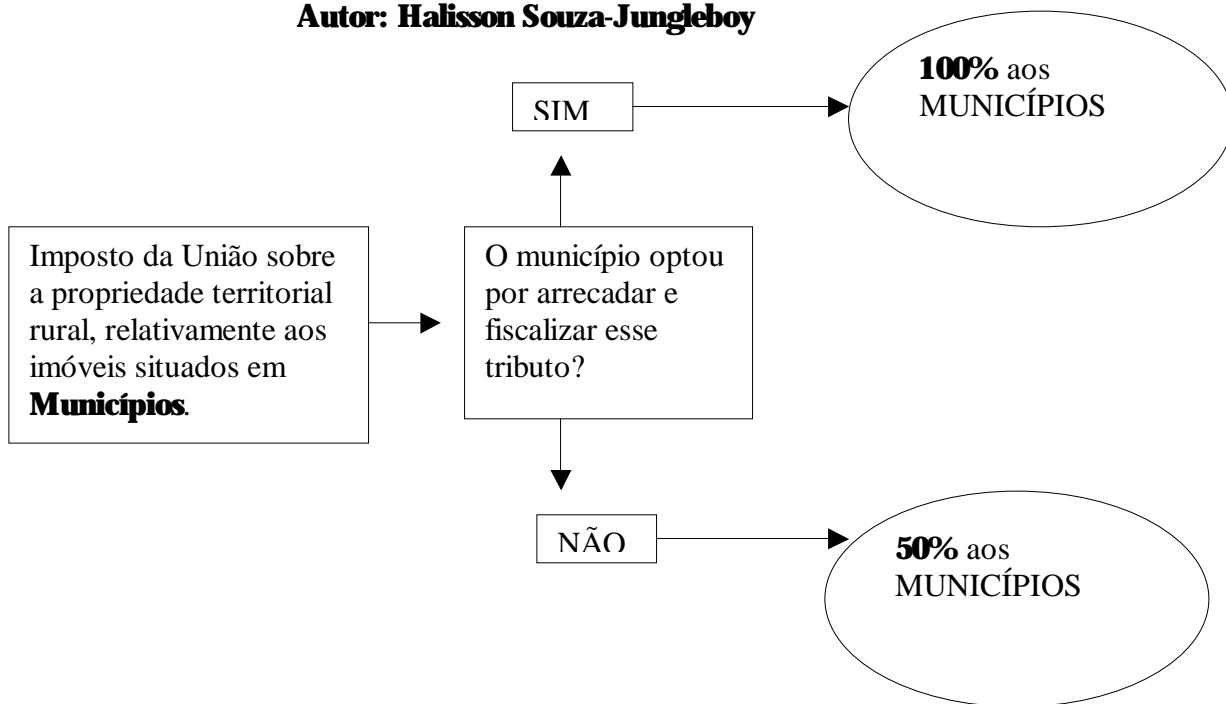 Autor: Halisson Souza-Jungleboy
100% aos
MUNICÍPIOS
SIM
Imposto da União sobre
a propriedade territorial
rural, relativamente aos
imóveis situados em
Municípios.
O município optou
por arrecadar e
fiscalizar esse
tributo?
NÃO
50% aos
MUNICÍPIOS